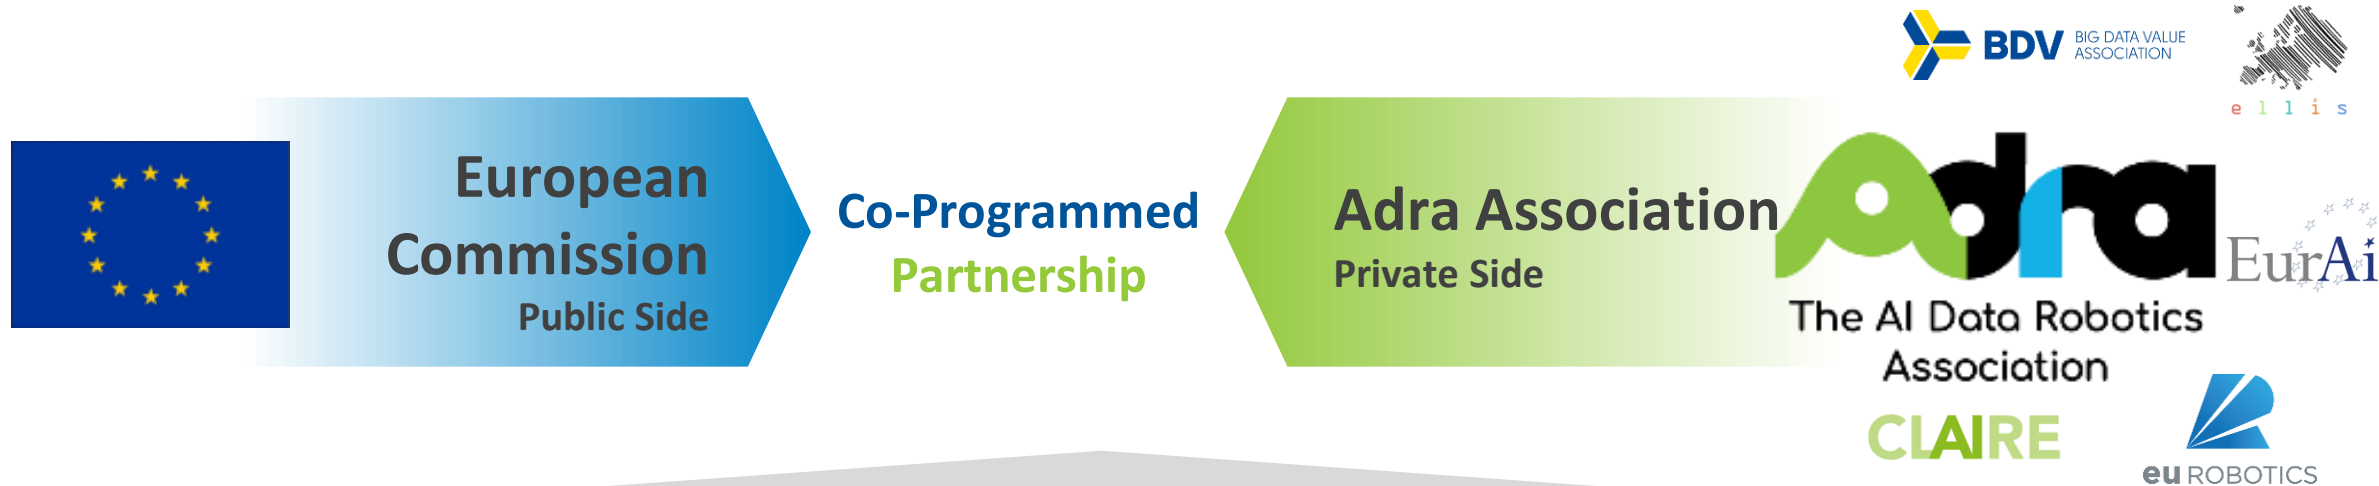 European
Commission
Public Side
Co-Programmed
Partnership
Adra Association
Private Side
BDV BIG DATA VALUE
ASSOCIATION
ellis
Adra
The AI Data Robotics
Association
EurAi
CLAIRE
eu ROBOTICS